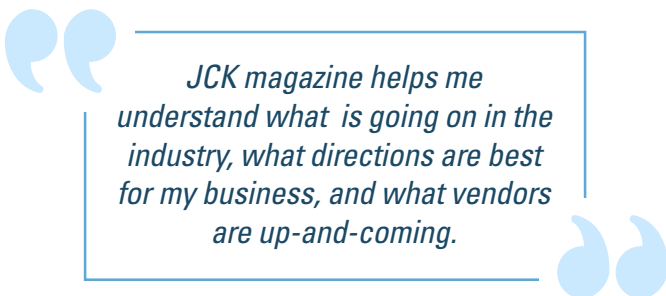 JCK magazine helps me
understand what  is going on in the
industry, what directions are best
for my business, and what vendors
are up-and-coming.